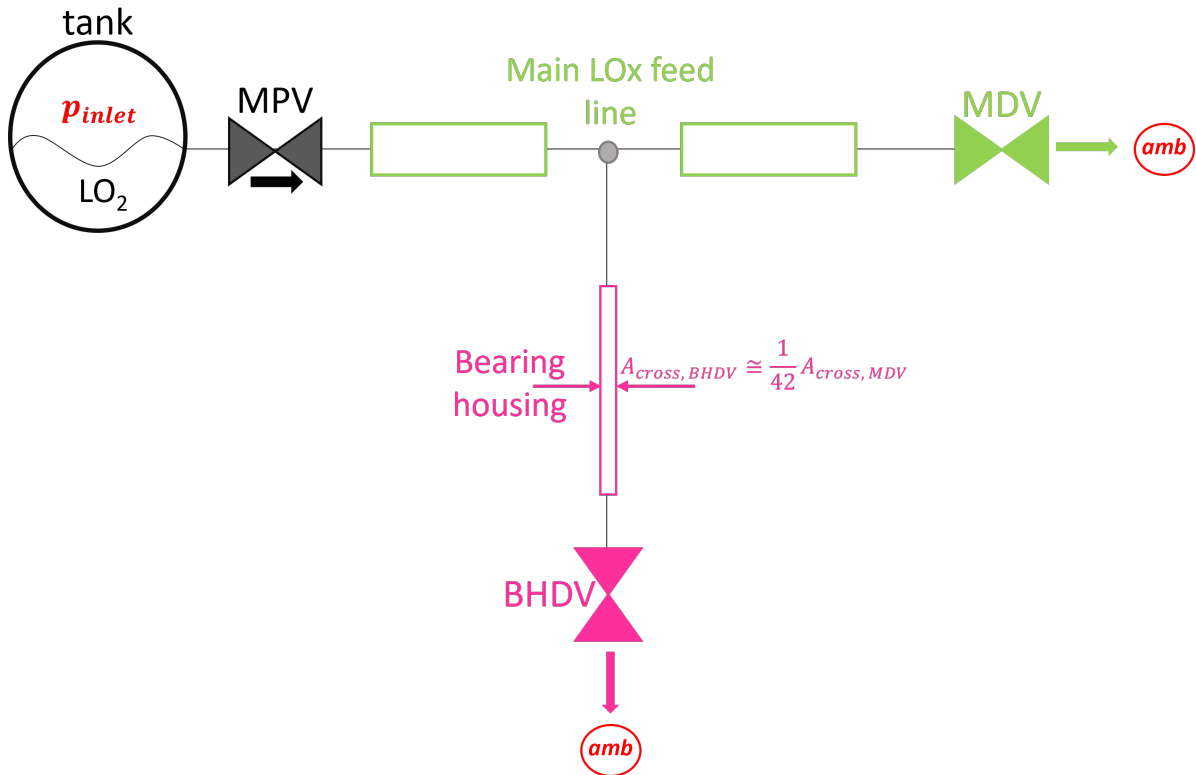 tank
p_inlet
LO₂
MPV
Main LOx feed
line
MDV
amb
Bearing
housing
A_cross,BHDV ≅ 1/42 A_cross,MDV
BHDV
amb